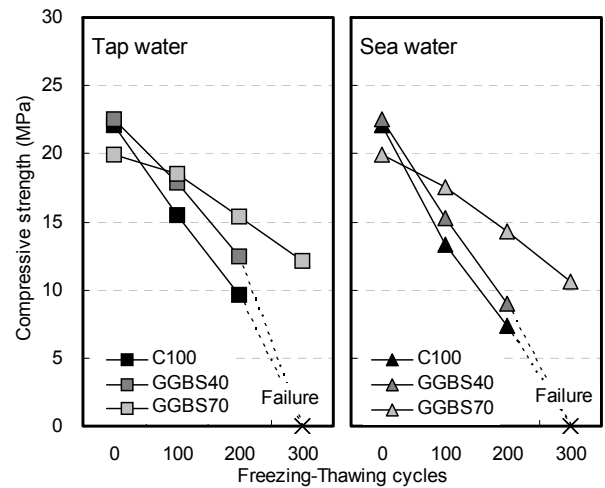 30
25
20
15
10
5
0
Compressive strength (MPa)
Tap water
C100
GGBS40
GGBS70
Failure
0 100 200 300
Sea water
C100
GGBS40
GGBS70
Failure
0 100 200 300
Freezing-Thawing cycles